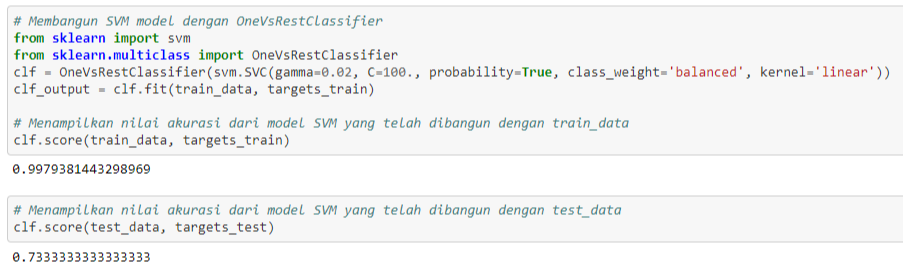 # Membangun SVM model dengan OneVsRestClassifier
from sklearn import svm
from sklearn.multiclass import OneVsRestClassifier
clf = OneVsRestClassifier(svm.SVC(gamma=0.02, C=100., probability=True, class_weight='balanced', kernel='linear'))
clf_output = clf.fit(train_data, targets_train)
# Menampilkan nilai akurasi dari model SVM yang telah dibangun dengan train_data
clf.score(train_data, targets_train)
0.9979381443298969
# Menampilkan nilai akurasi dari model SVM yang telah dibangun dengan test_data
clf.score(test_data, targets_test)
0.7333333333333333